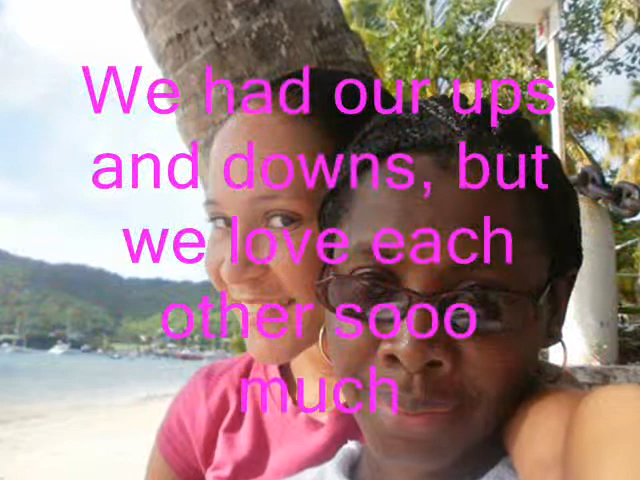 We had our ups
and downs, but
we love each
other sooo
much